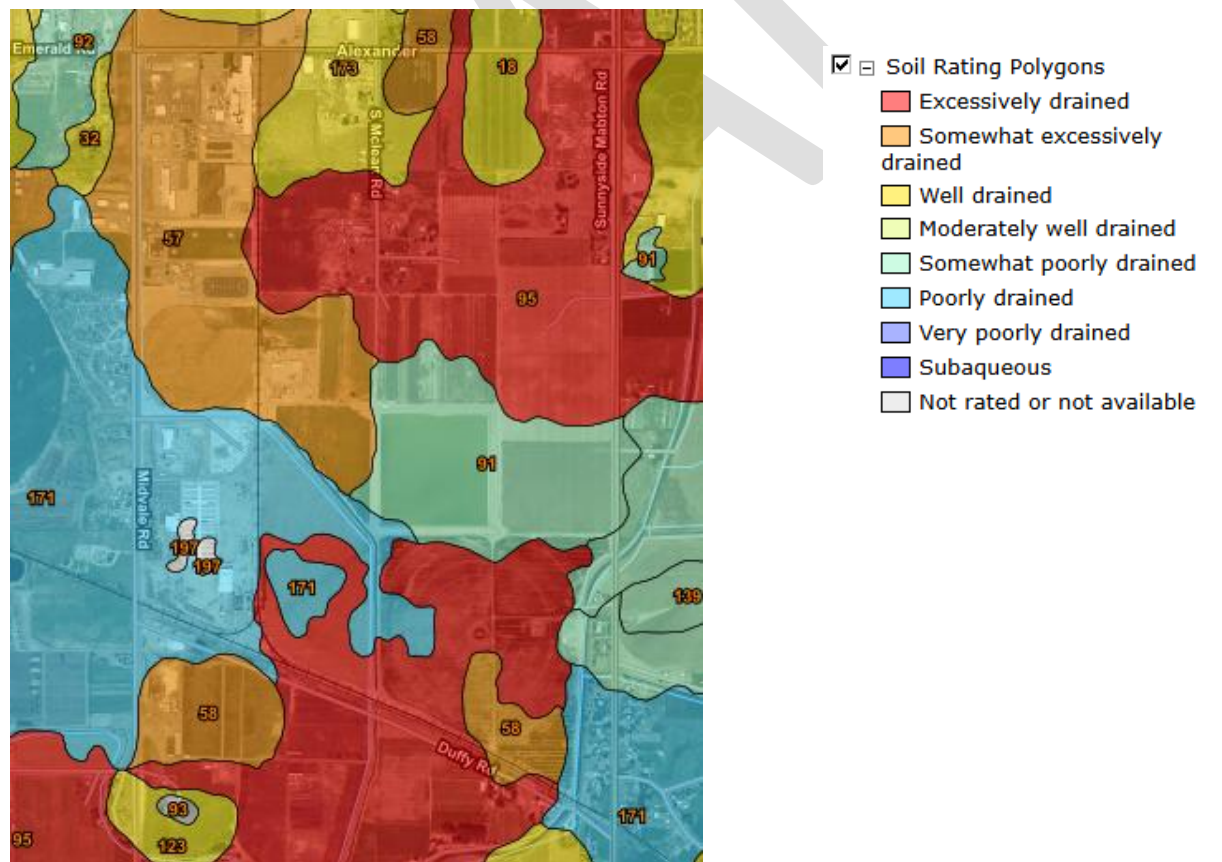 Emerald Rd
92
Alexander
58
173
18
32
S Mclean Rd
Sunnyside Mabton Rd
57
91
95
91
171
Midvale Rd
197
197
171
139
58
58
Duffy Rd
93
171
95
123
Soil Rating Polygons
Excessively drained
Somewhat excessively
drained
Well drained
Moderately well drained
Somewhat poorly drained
Poorly drained
Very poorly drained
Subaqueous
Not rated or not available